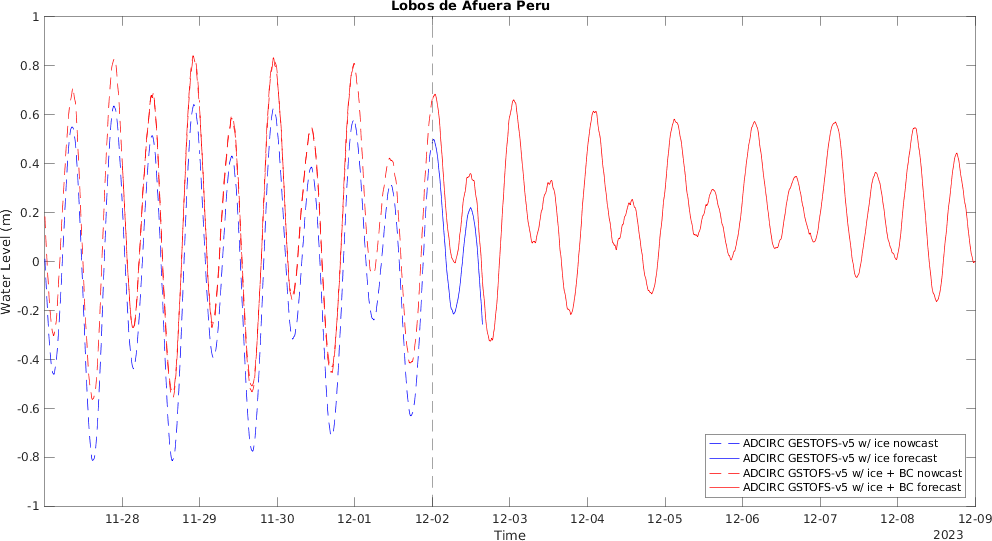 Lobos de Afuera Peru
1
0.8
0.6
0.4
0.2
0
-0.2
-0.4
-0.6
-0.8
-1
Water Level (m)
ADCIRC GESTOFS-v5 w/ ice nowcast
ADCIRC GESTOFS-v5 w/ ice forecast
ADCIRC GSTOFS-v5 w/ ice + BC nowcast
ADCIRC GSTOFS-v5 w/ ice + BC forecast
11-28 11-29 11-30 12-01 12-02 12-03 12-04 12-05 12-06 12-07 12-08 12-09
Time
2023